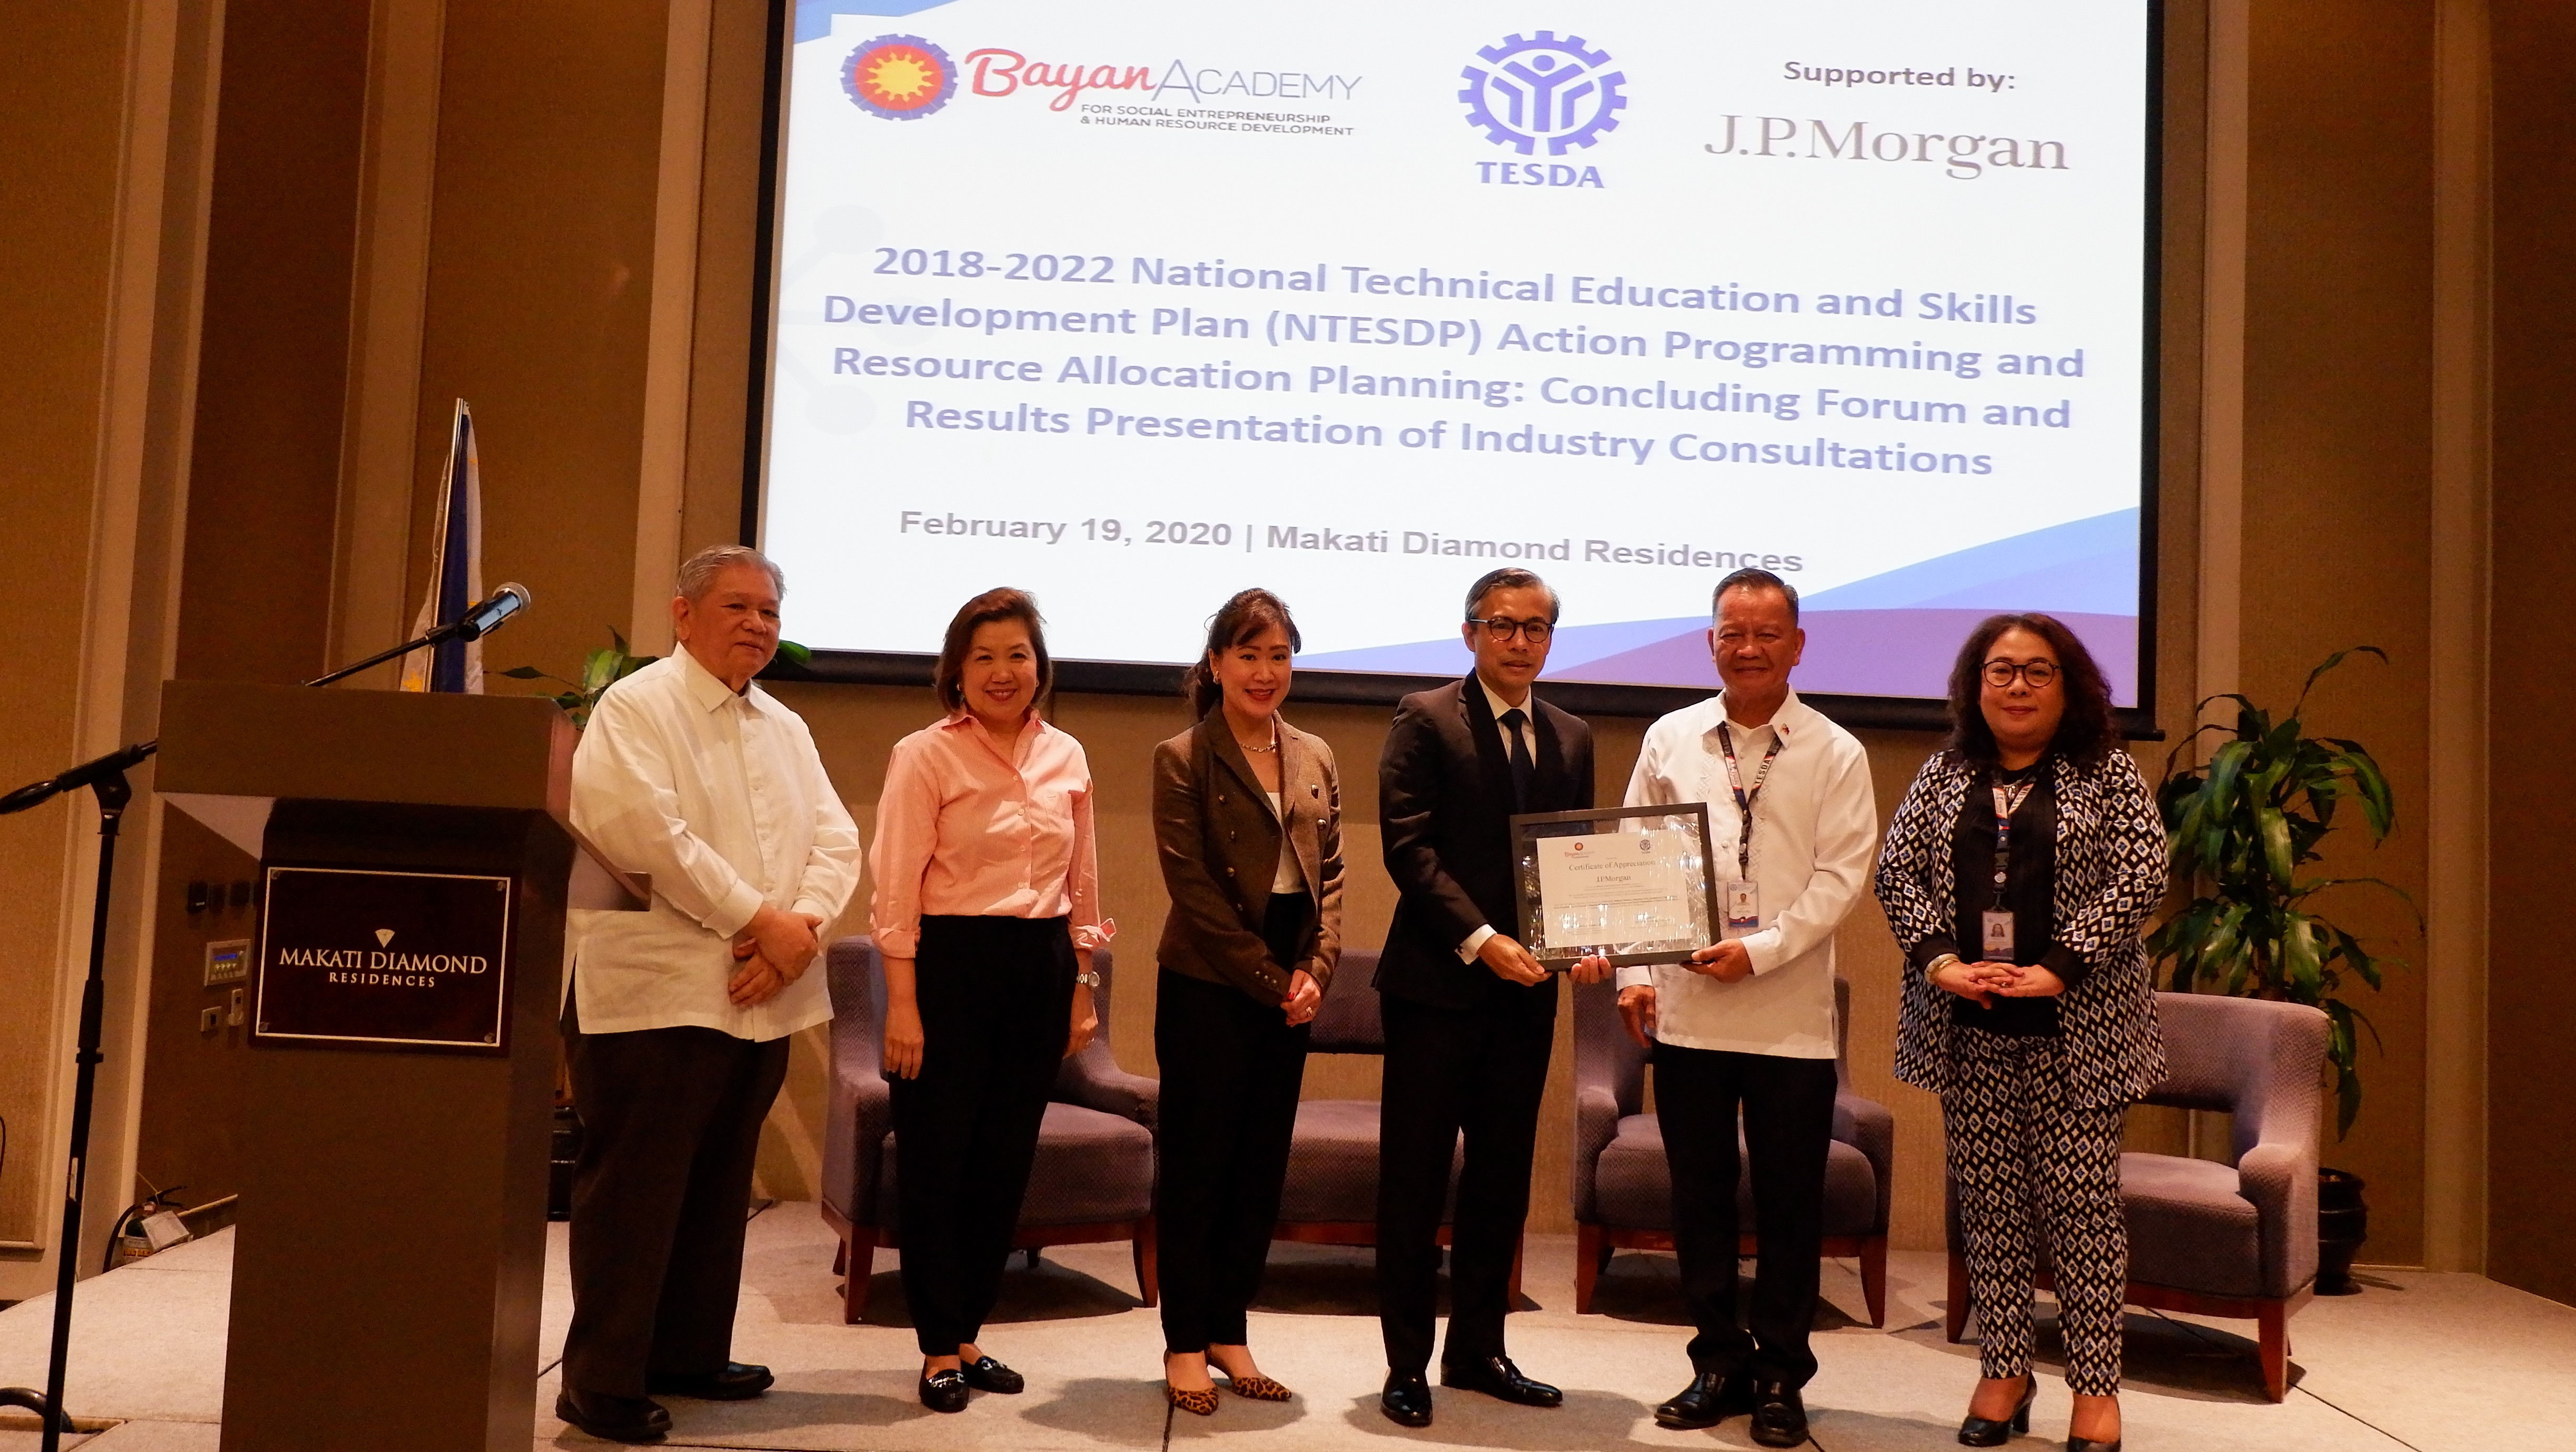 Bayan ACADEMY
FOR SOCIAL ENTREPRENEURSHIP
& HUMAN RESOURCE DEVELOPMENT
TESDA
Supported by:
J.P.Morgan
2018-2022 National Technical Education and Skills
Development Plan (NTESDP) Action Programming and
Resource Allocation Planning: Concluding Forum and
Results Presentation of Industry Consultations
February 19, 2020 | Makati Diamond Residences
MAKATI DIAMOND
RESIDENCES
Certificate of Appreciation
J.P.Morgan
TESDA